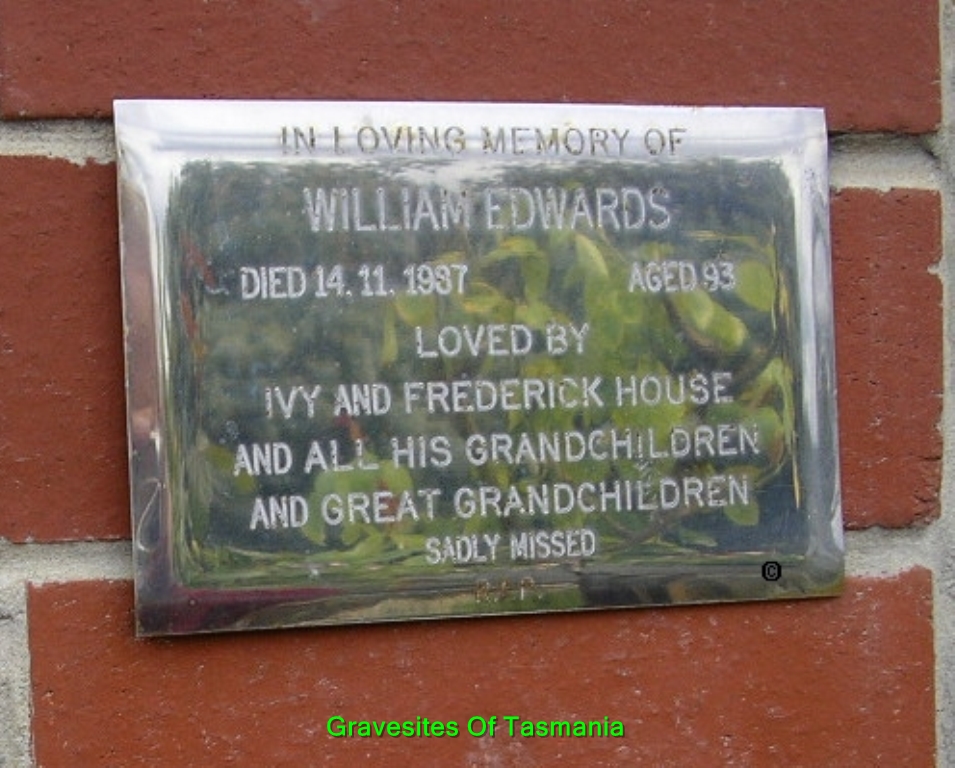 IN LOVING MEMORY OF
WILLIAM EDWARDS
DIED 14. 11. 1987 AGED 93
LOVED BY
IVY AND FREDERICK HOUSE
AND ALL HIS GRANDCHILDREN
AND GREAT GRANDCHILDREN
SADLY MISSED
R.I.P.
©
Gravesites Of Tasmania